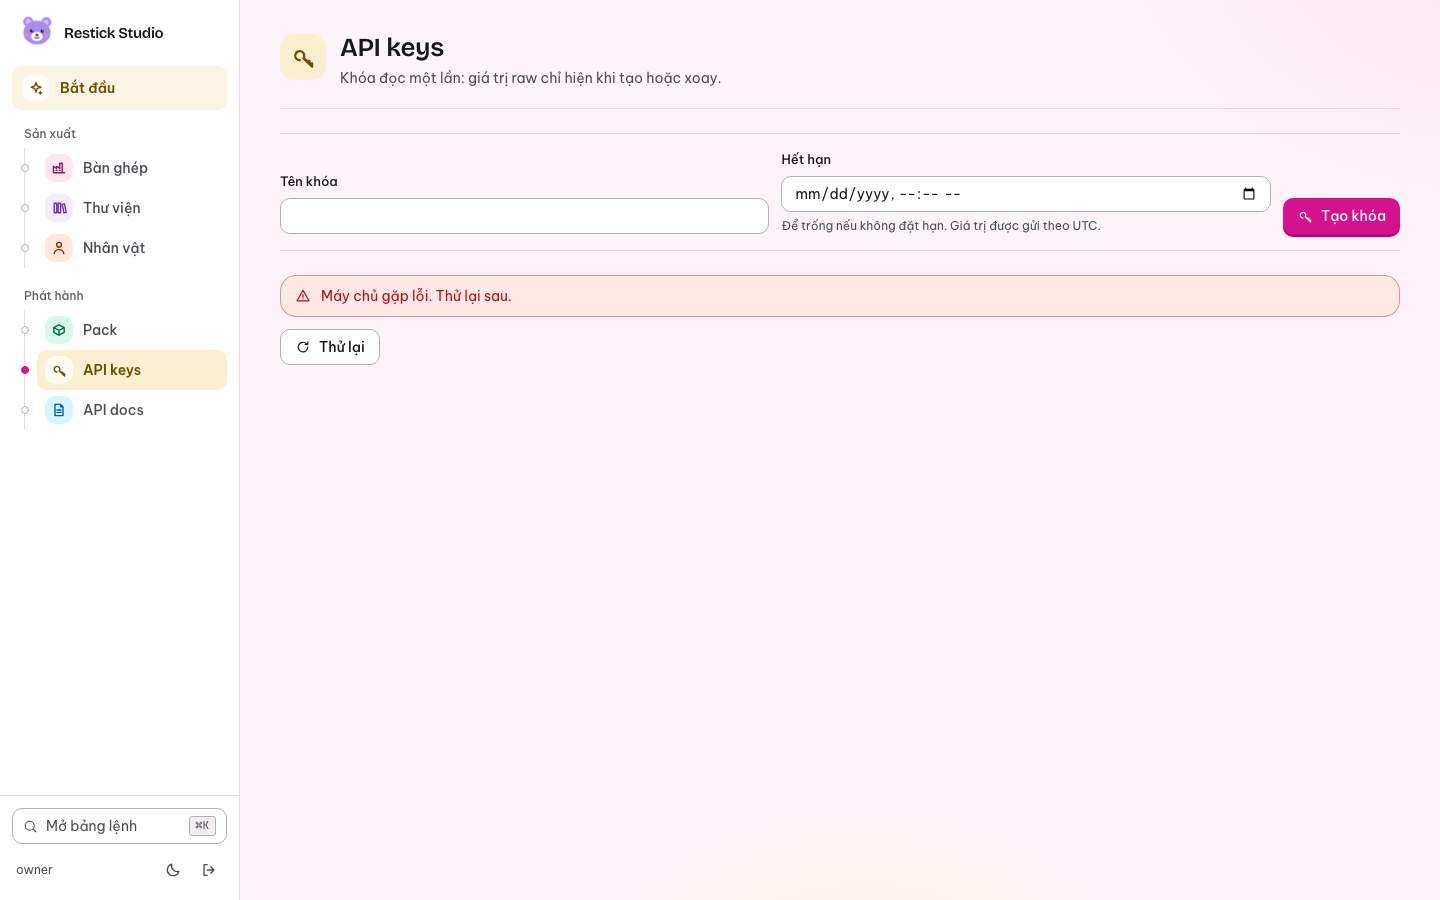 Restick Studio
Bắt đầu
Sản xuất
Bàn ghép
Thư viện
Nhân vật
Phát hành
Pack
API keys
API docs
Mở bảng lệnh
⌘K
owner
API keys
Khóa đọc một lần: giá trị raw chỉ hiện khi tạo hoặc xoay.
Tên khóa
Hết hạn
mm/dd/yyyy, --:-- --
Để trống nếu không đặt hạn. Giá trị được gửi theo UTC.
Tạo khóa
Máy chủ gặp lỗi. Thử lại sau.
Thử lại